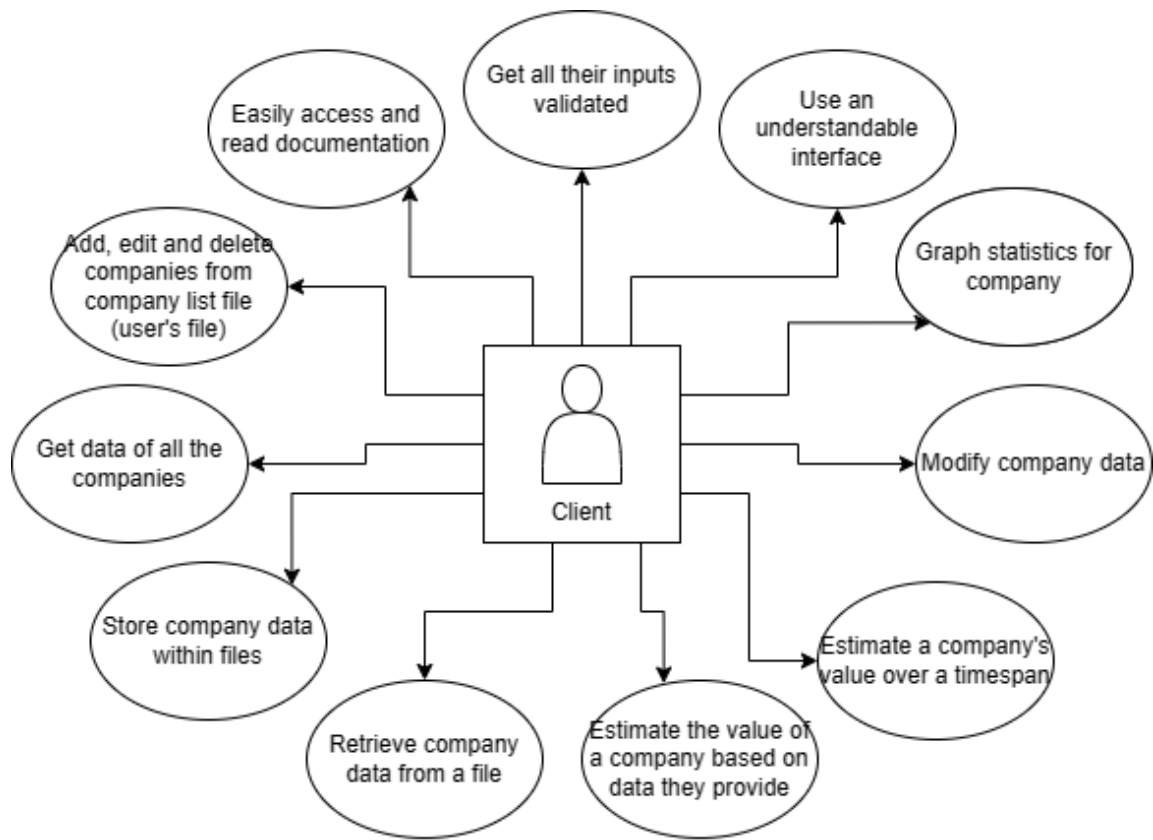 Get all their inputs
validated
Easily access and
read documentation
Use an
understandable
interface
Add, edit and delete
companies from
company list file
(user's file)
Graph statistics for
company
Get data of all the
companies
Modify company data
Client
Store company data
within files
Estimate a company's
value over a timespan
Retrieve company
data from a file
Estimate the value of
a company based on
data they provide